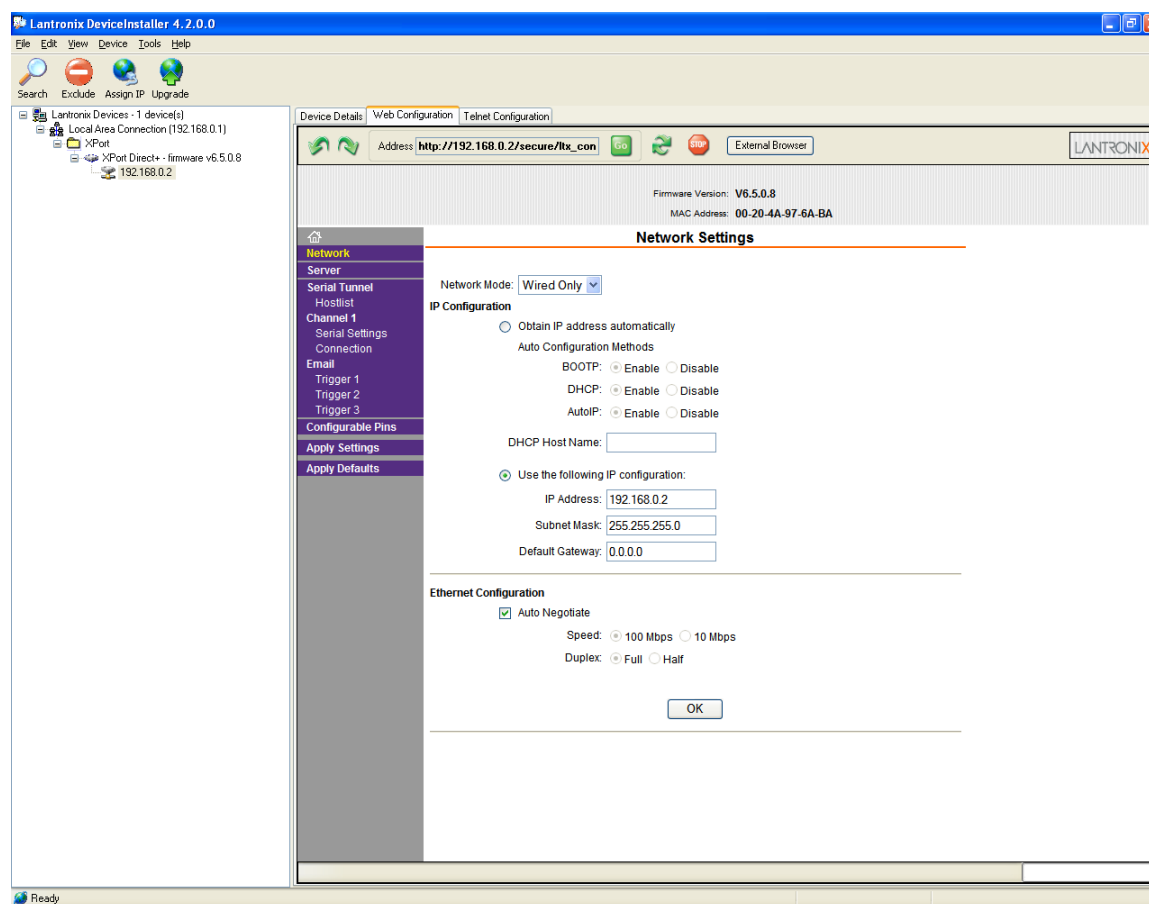 Lantronix DeviceInstaller 4.2.0.0
File Edit View Device Tools Help
Search Exclude Assign IP Upgrade
Lantronix Devices - 1 device(s)
Local Area Connection (192.168.0.1)
XPort
XPort Direct+ - firmware v6.5.0.8
192.168.0.2
Device Details Web Configuration Telnet Configuration
Address http://192.168.0.2/secure/ltx_con Go STOP External Browser LANTRONIX
Firmware Version: V6.5.0.8
MAC Address: 00-20-4A-97-6A-BA
Network
Server
Serial Tunnel
Hostlist
Channel 1
Serial Settings
Connection
Email
Trigger 1
Trigger 2
Trigger 3
Configurable Pins
Apply Settings
Apply Defaults
Network Settings
Network Mode: Wired Only
IP Configuration
Obtain IP address automatically
Auto Configuration Methods
BOOTP: Enable Disable
DHCP: Enable Disable
AutoIP: Enable Disable
DHCP Host Name:
Use the following IP configuration:
IP Address: 192.168.0.2
Subnet Mask: 255.255.255.0
Default Gateway: 0.0.0.0
Ethernet Configuration
Auto Negotiate
Speed: 100 Mbps 10 Mbps
Duplex: Full Half
OK
Ready